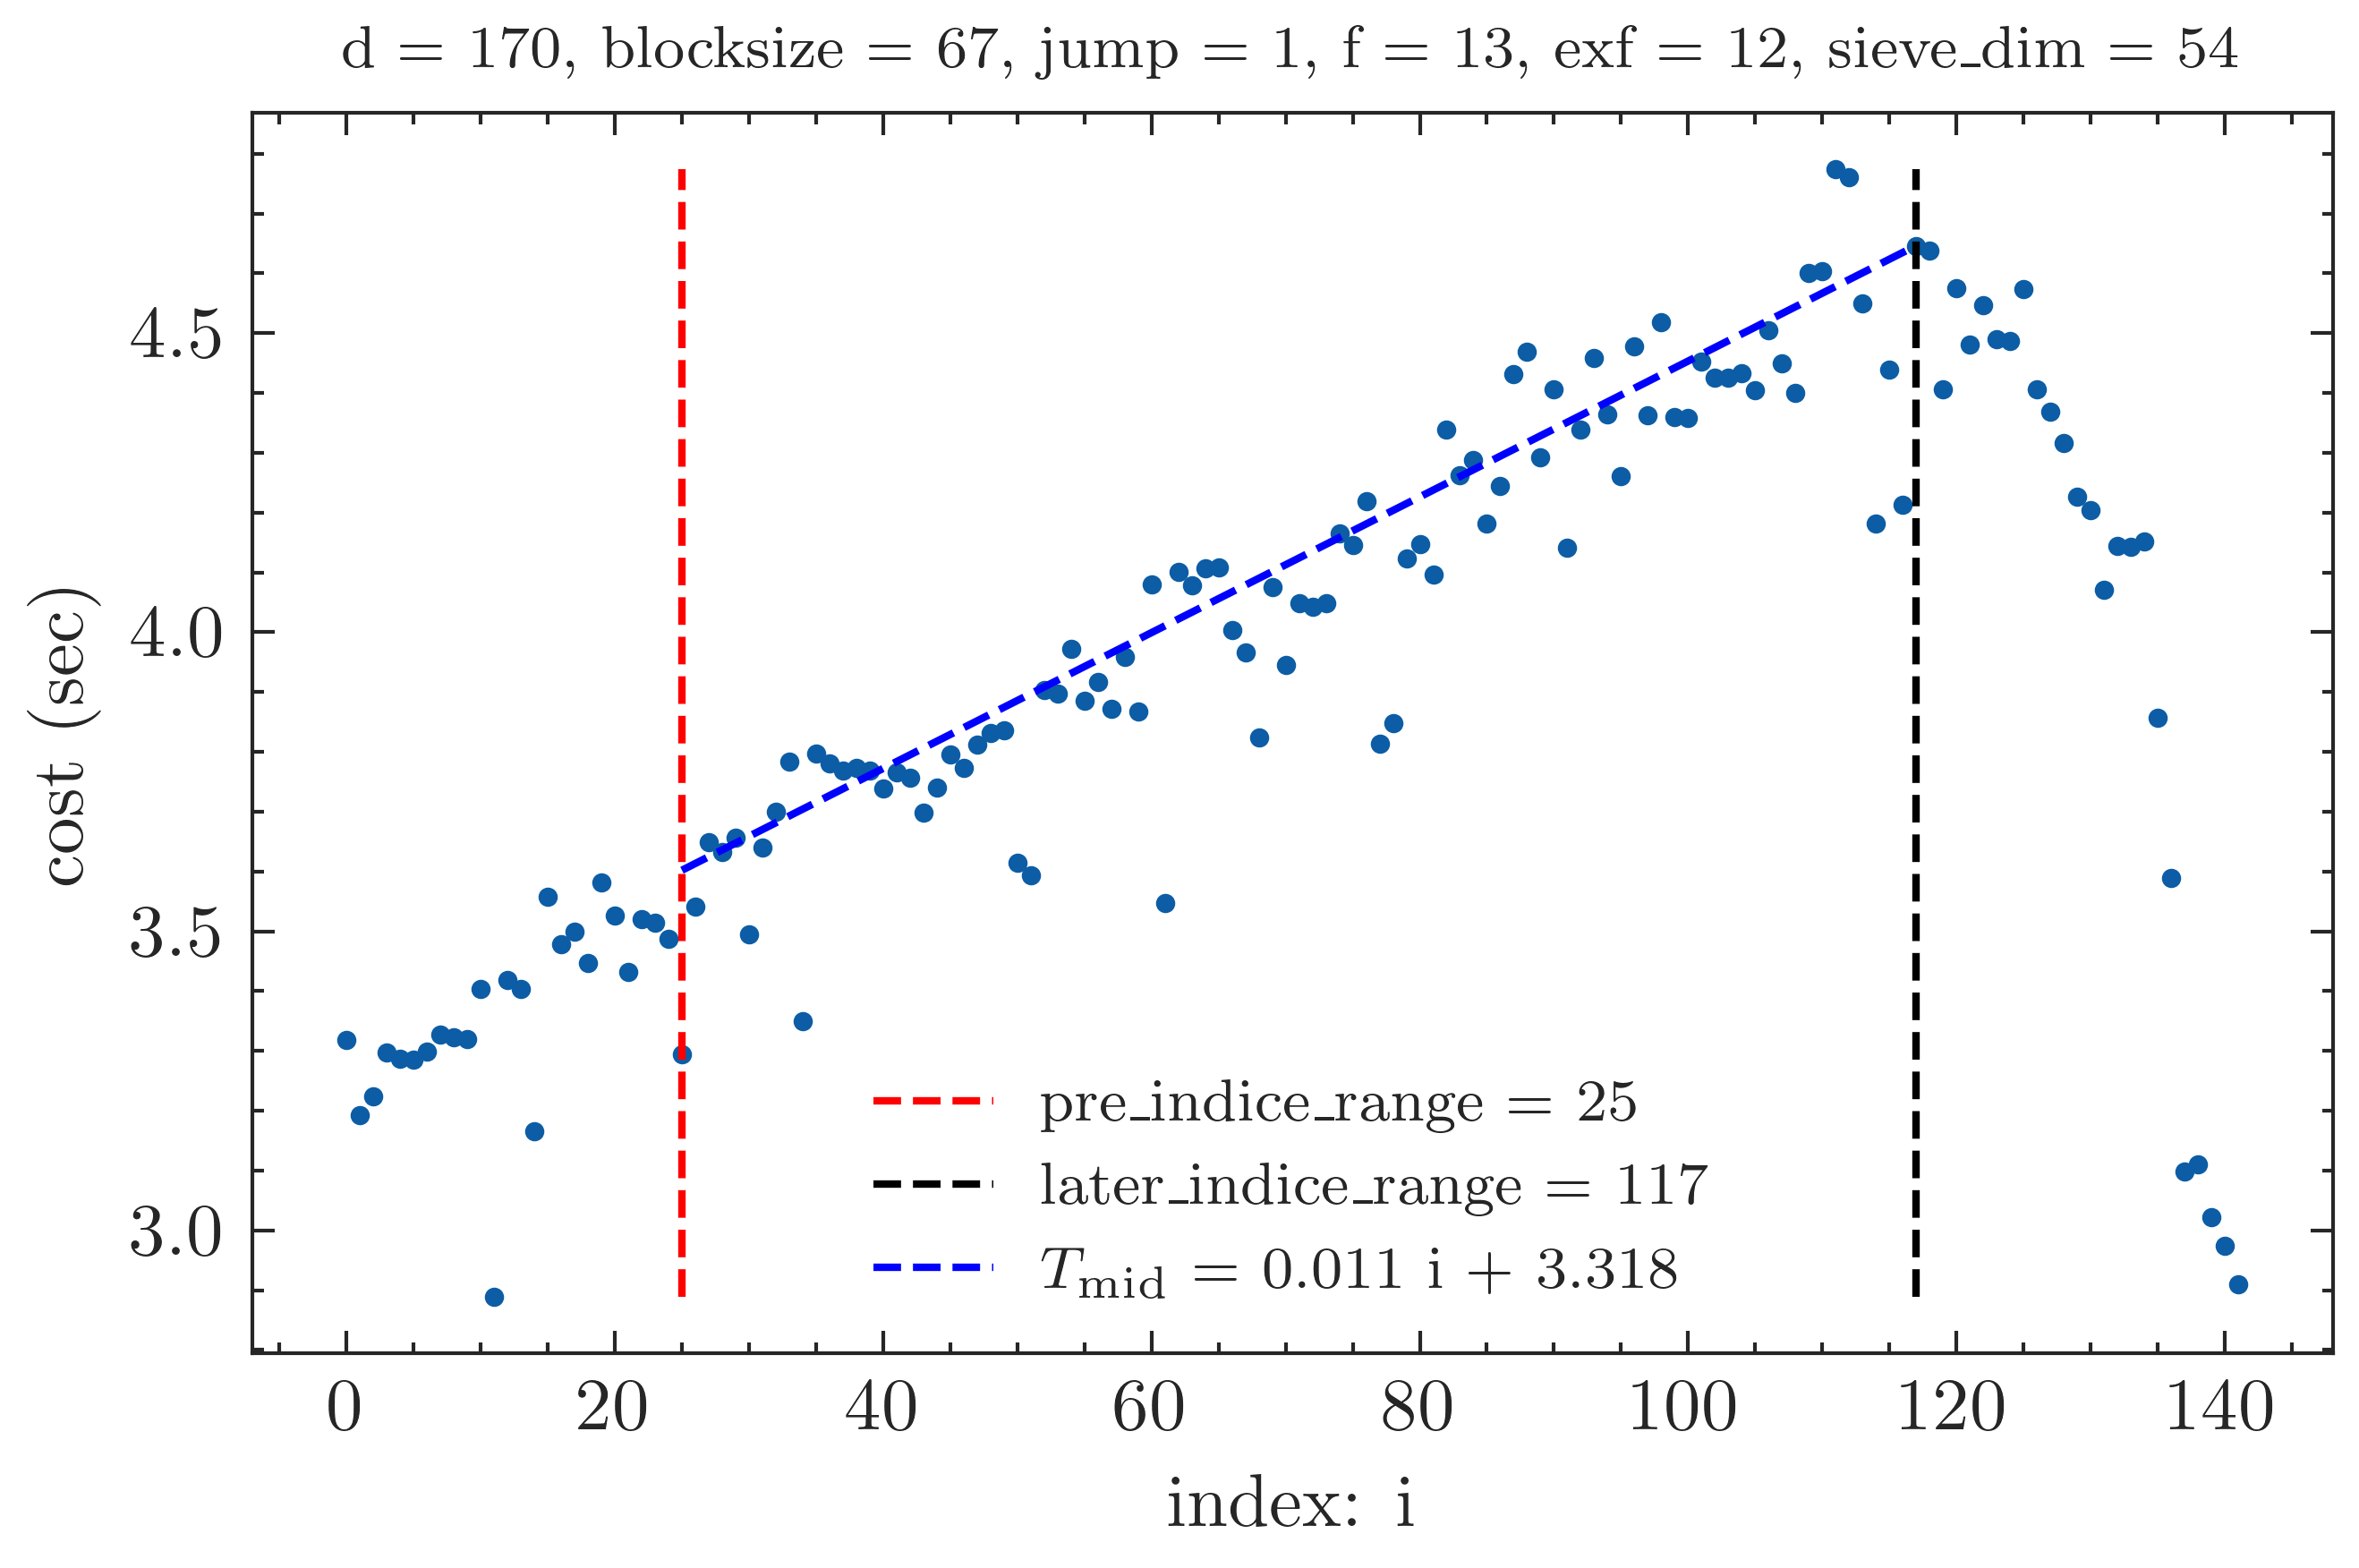 d = 170, blocksize = 67, jump = 1, f = 13, exf = 12, sieve_dim = 54
cost (sec)
4.5
4.0
3.5
3.0
pre_indice_range = 25
later_indice_range = 117
T_mid = 0.011 i + 3.318
0 20 40 60 80 100 120 140
index: i